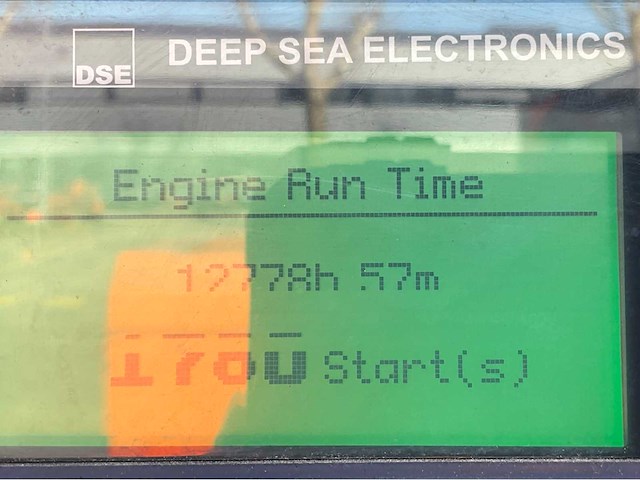 DSE
DEEP SEA ELECTRONICS
Engine Run Time
12778h 57m
Start(s)